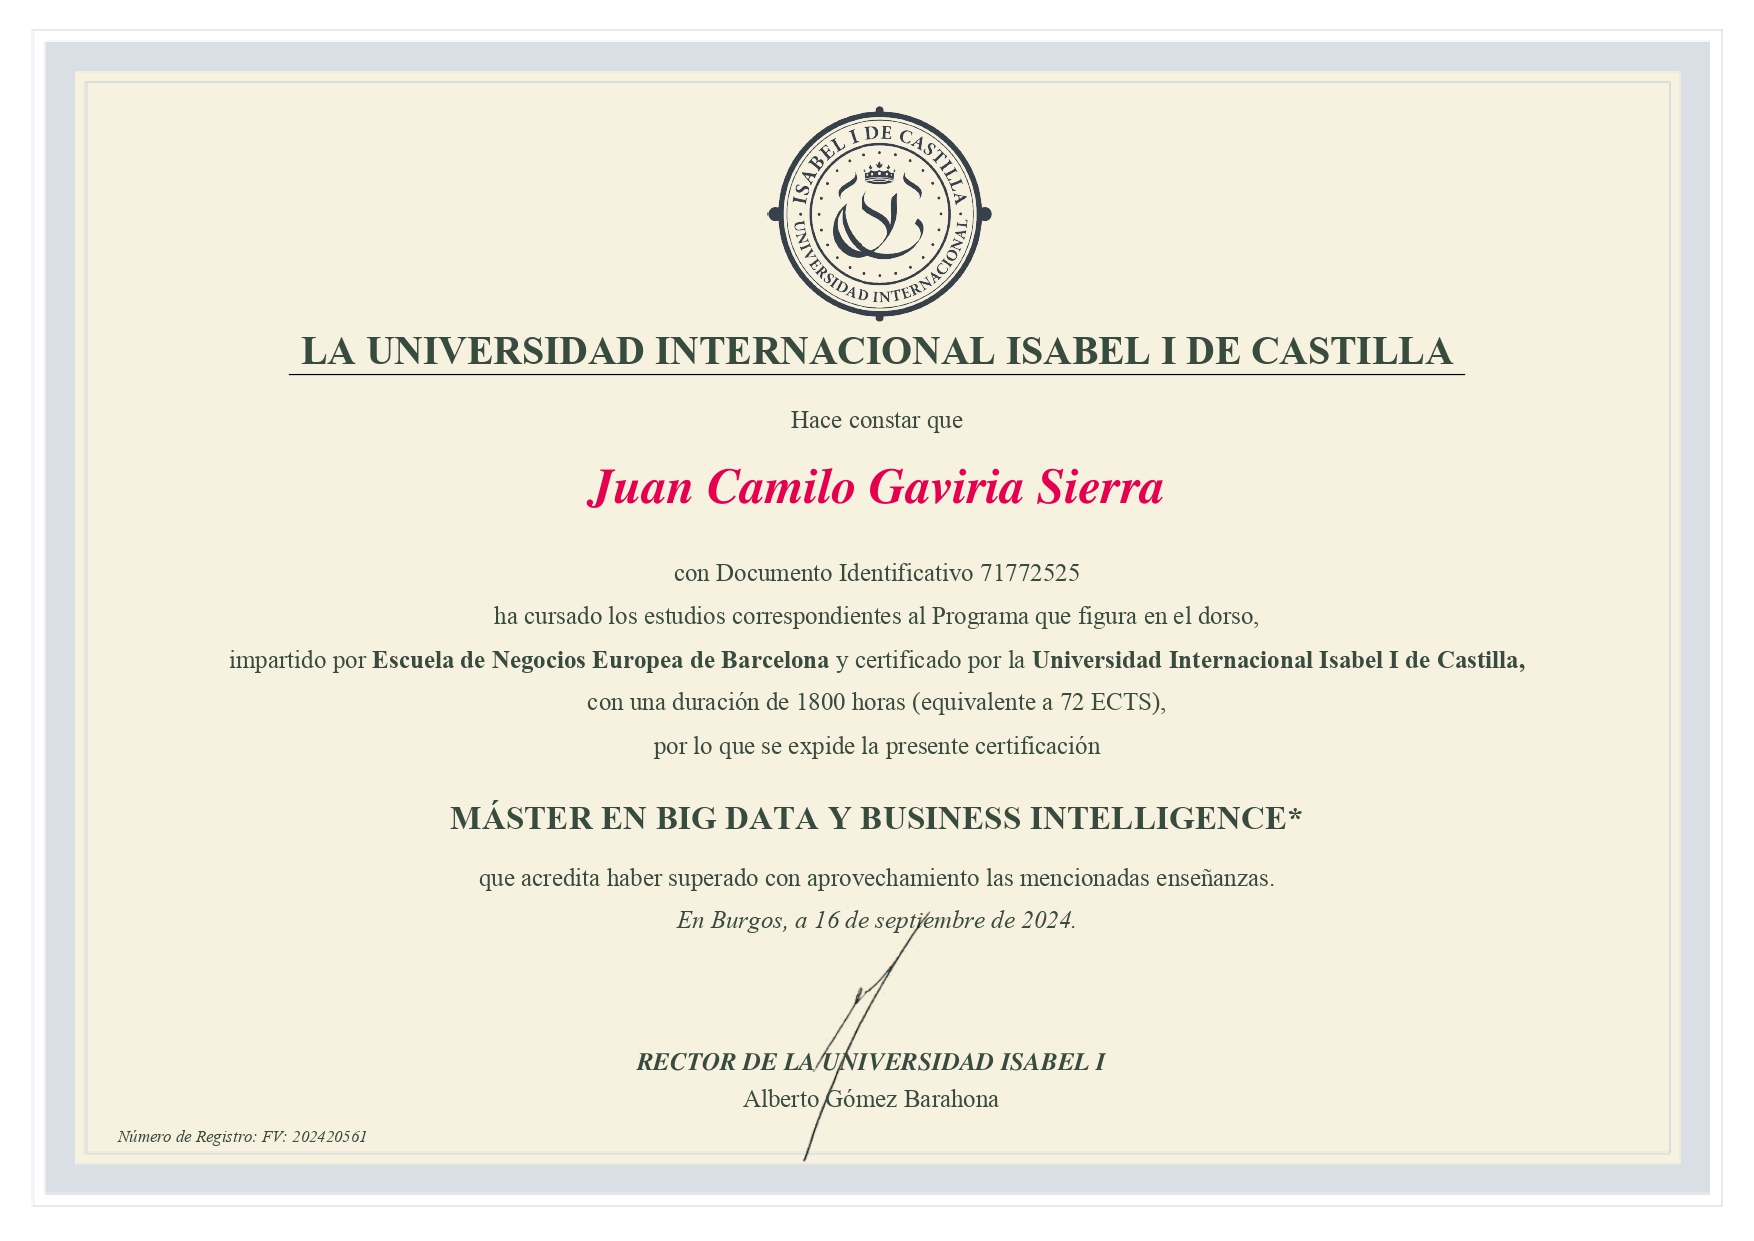 ISABEL I DE CASTILLA
· UNIVERSIDAD INTERNACIONAL ·
LA UNIVERSIDAD INTERNACIONAL ISABEL I DE CASTILLA
Hace constar que
Juan Camilo Gaviria Sierra
con Documento Identificativo 71772525
ha cursado los estudios correspondientes al Programa que figura en el dorso,
impartido por Escuela de Negocios Europea de Barcelona y certificado por la Universidad Internacional Isabel I de Castilla,
con una duración de 1800 horas (equivalente a 72 ECTS),
por lo que se expide la presente certificación
MÁSTER EN BIG DATA Y BUSINESS INTELLIGENCE*
que acredita haber superado con aprovechamiento las mencionadas enseñanzas.
En Burgos, a 16 de septiembre de 2024.
RECTOR DE LA UNIVERSIDAD ISABEL I
Alberto Gómez Barahona
Número de Registro: FV: 202420561